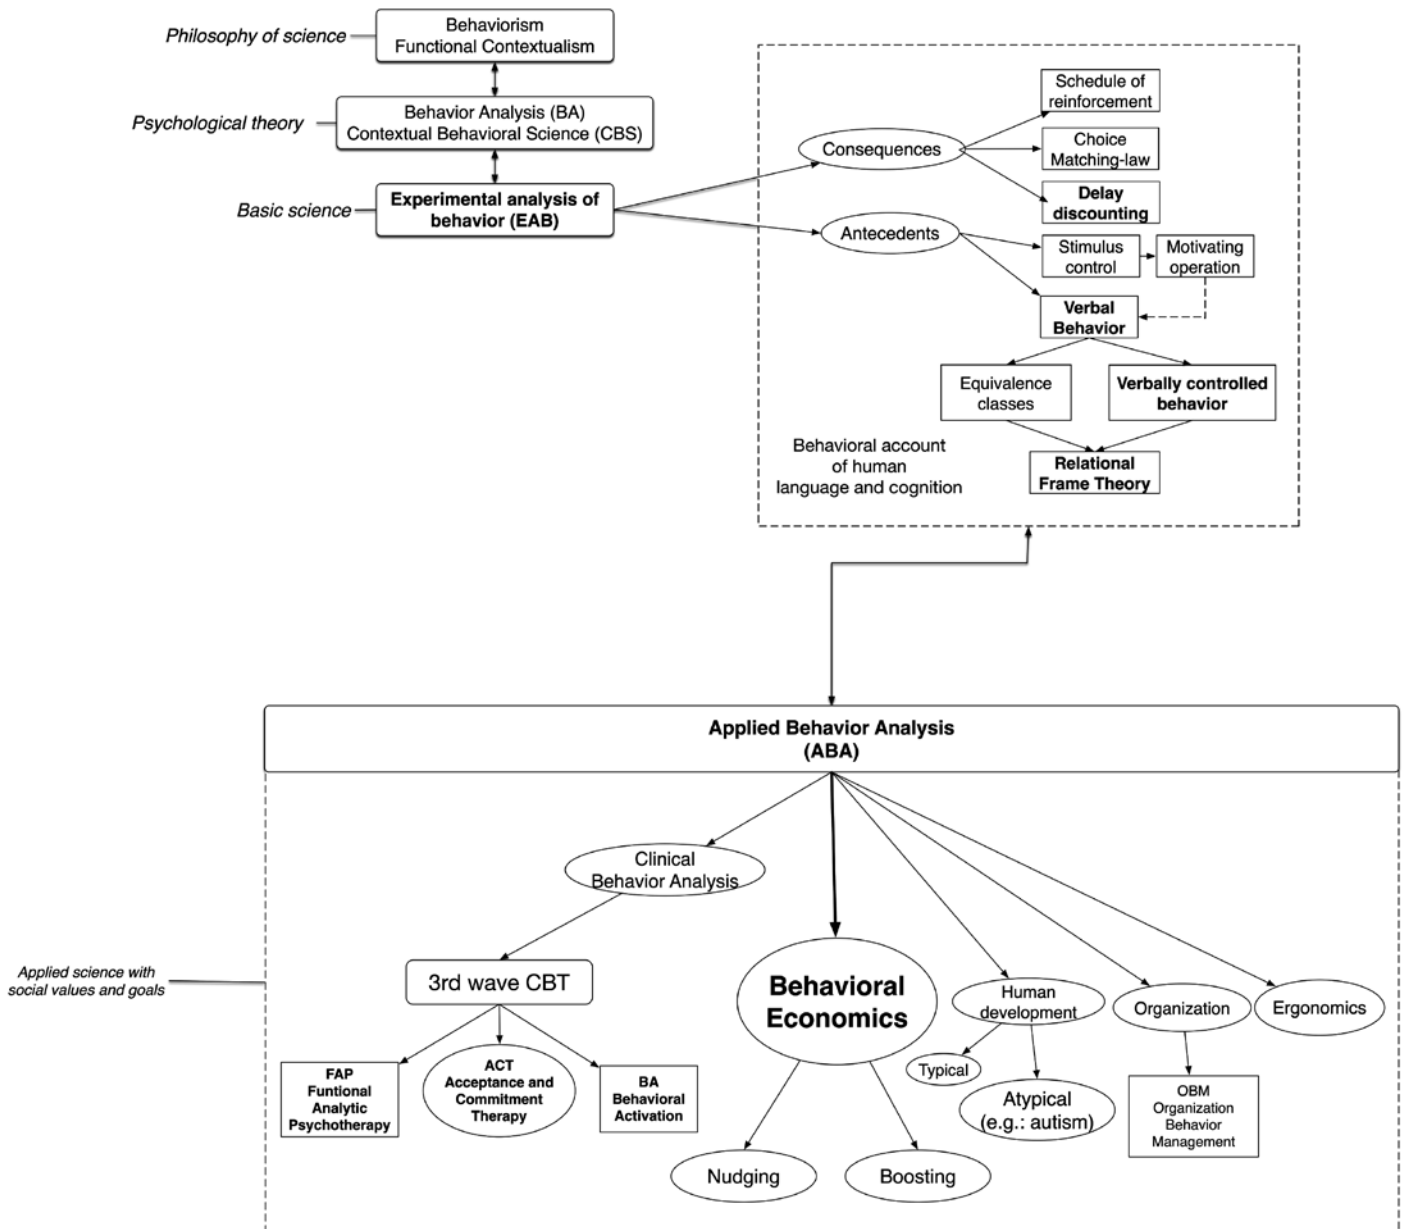 Philosophy of science
Behaviorism
Functional Contextualism
Psychological theory
Behavior Analysis (BA)
Contextual Behavioral Science (CBS)
Basic science
Experimental analysis of
behavior (EAB)
Consequences
Schedule of
reinforcement
Choice
Matching-law
Delay
discounting
Antecedents
Stimulus
control
Motivating
operation
Verbal
Behavior
Equivalence
classes
Verbally controlled
behavior
Relational
Frame Theory
Behavioral account
of human
language and cognition
Applied Behavior Analysis
(ABA)
Applied science with
social values and goals
Clinical
Behavior Analysis
3rd wave CBT
FAP
Funtional
Analytic
Psychotherapy
ACT
Acceptance and
Commitment
Therapy
BA
Behavioral
Activation
Behavioral
Economics
Nudging
Boosting
Human
development
Typical
Atypical
(e.g.: autism)
Organization
OBM
Organization
Behavior
Management
Ergonomics